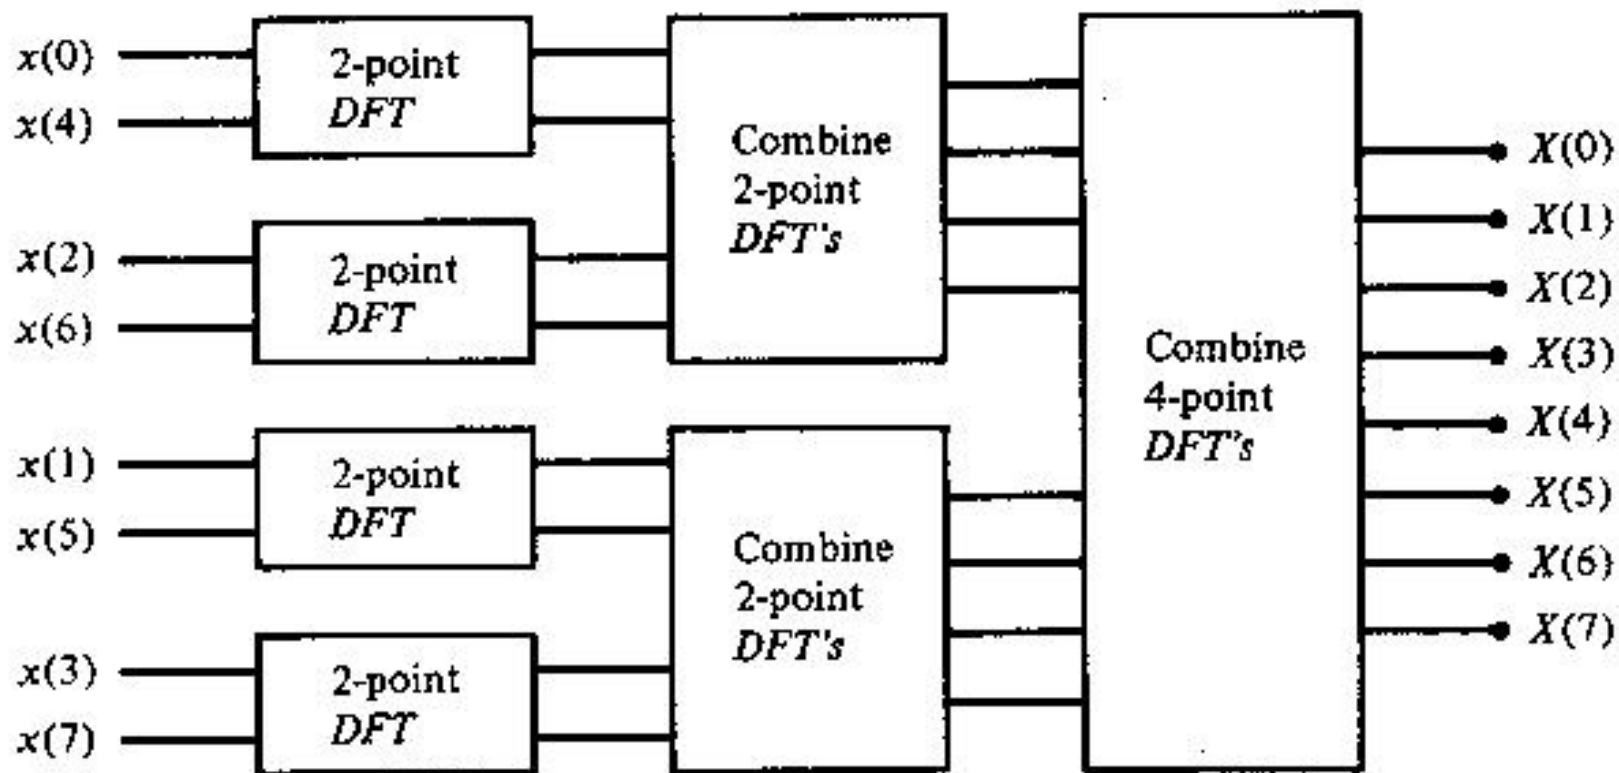 x(0)
x(4)
x(2)
x(6)
x(1)
x(5)
x(3)
x(7)
2-point
DFT
2-point
DFT
2-point
DFT
2-point
DFT
Combine
2-point
DFT's
Combine
2-point
DFT's
Combine
4-point
DFT's
X(0)
X(1)
X(2)
X(3)
X(4)
X(5)
X(6)
X(7)